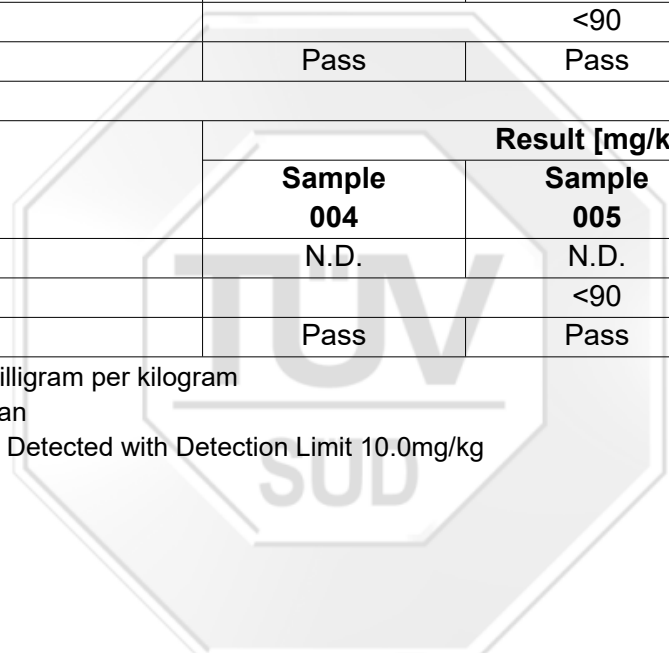 <90
Pass Pass
Result [mg/k
Sample Sample
004 005
N.D. N.D.
<90
Pass Pass
illigram per kilogram
an
Detected with Detection Limit 10.0mg/kg
TÜV
SÜD